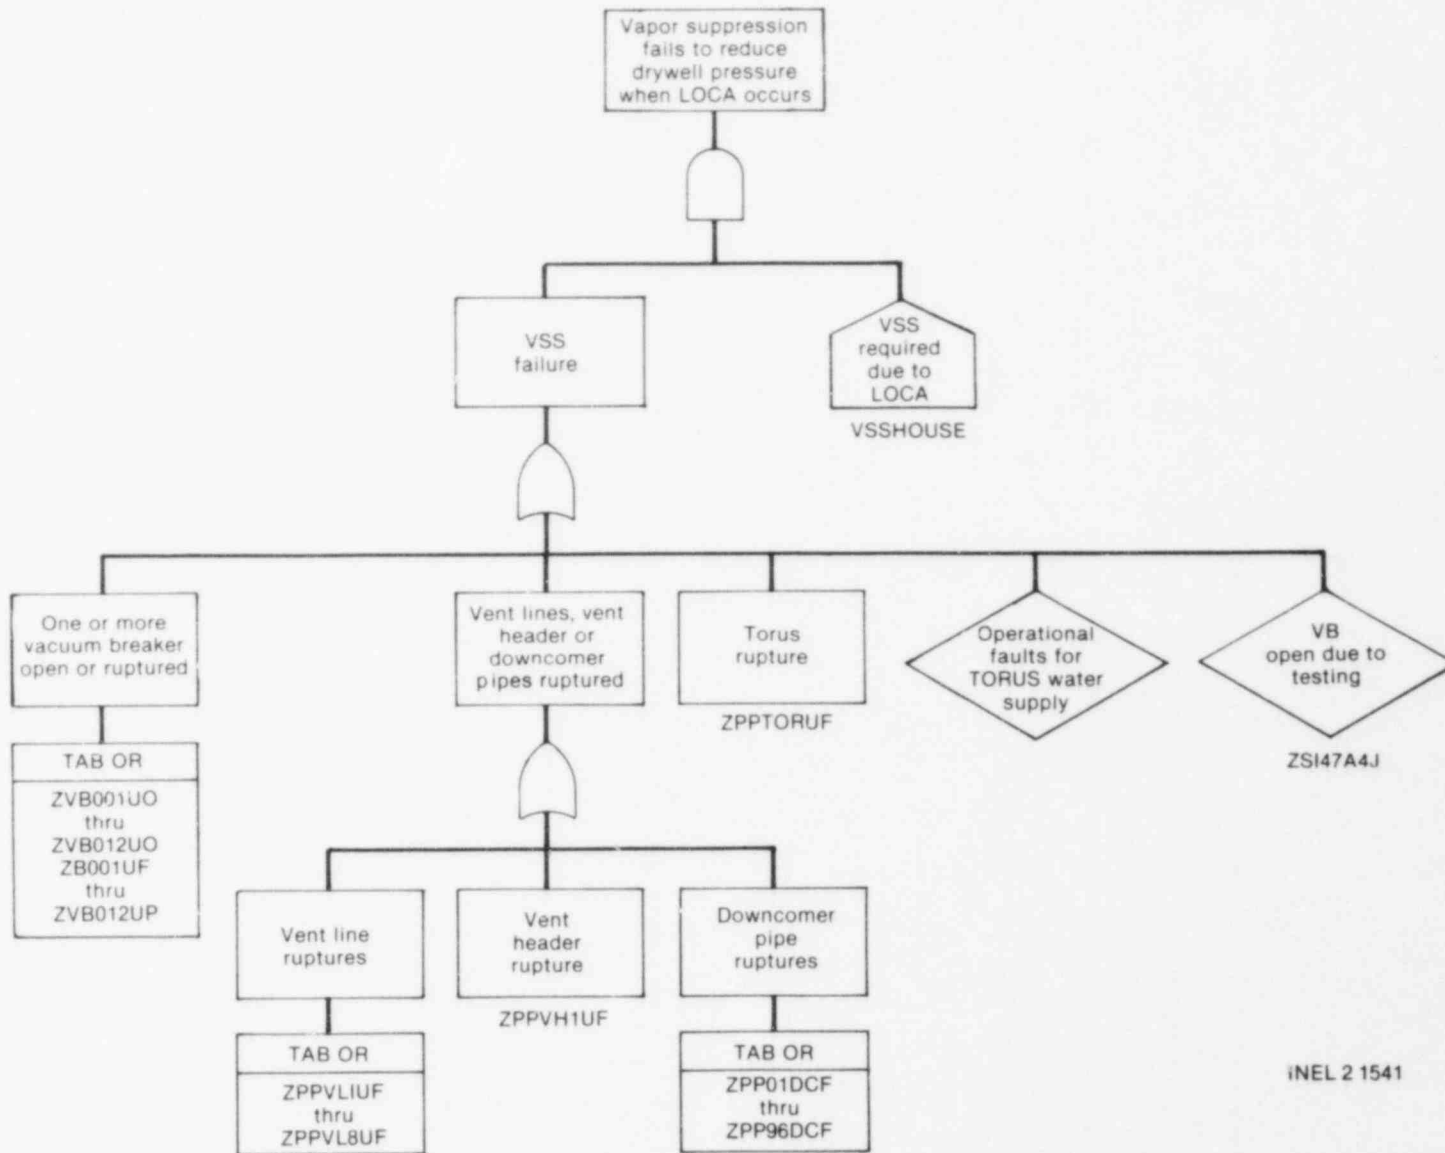 Vapor suppression
fails to reduce
drywell pressure
when LOCA occurs
VSS
failure
VSS
required
due to
LOCA
VSSHOUSE
One or more
vacuum breaker
open or ruptured
Vent lines, vent
header or
downcomer
pipes ruptured
Torus
rupture
ZPPTORUF
Operational
faults for
TORUS water
supply
VB
open due to
testing
ZSI47A4J
TAB OR
ZVB001UO
thru
ZVB012UO
ZB001UF
thru
ZVB012UP
Vent line
ruptures
Vent
header
rupture
ZPPVH1UF
Downcomer
pipe
ruptures
TAB OR
ZPPVLIUF
thru
ZPPVL8UF
TAB OR
ZPP01DCF
thru
ZPP96DCF
INEL 2 1541